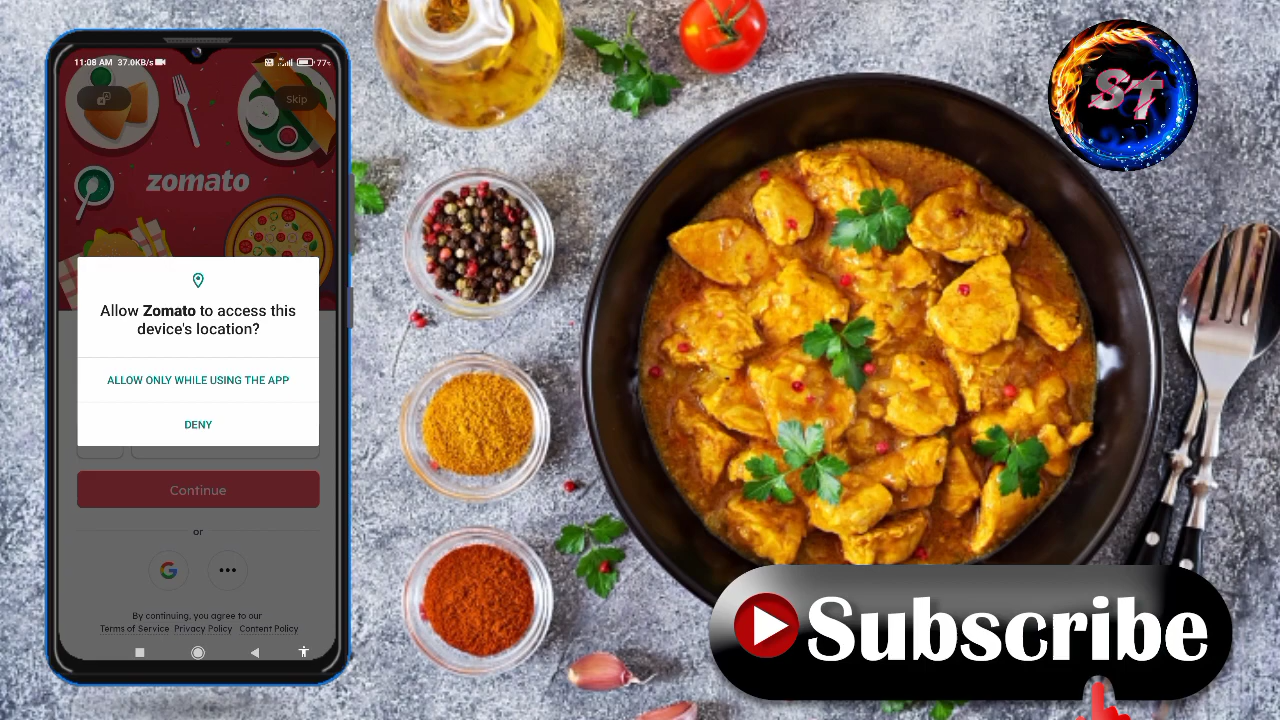 11:08 AM 37.0KB/s
77%
Skip
zomato
Allow Zomato to access this
device's location?
ALLOW ONLY WHILE USING THE APP
DENY
Continue
or
G
By continuing, you agree to our
Terms of Service Privacy Policy Content Policy
ST
Subscribe